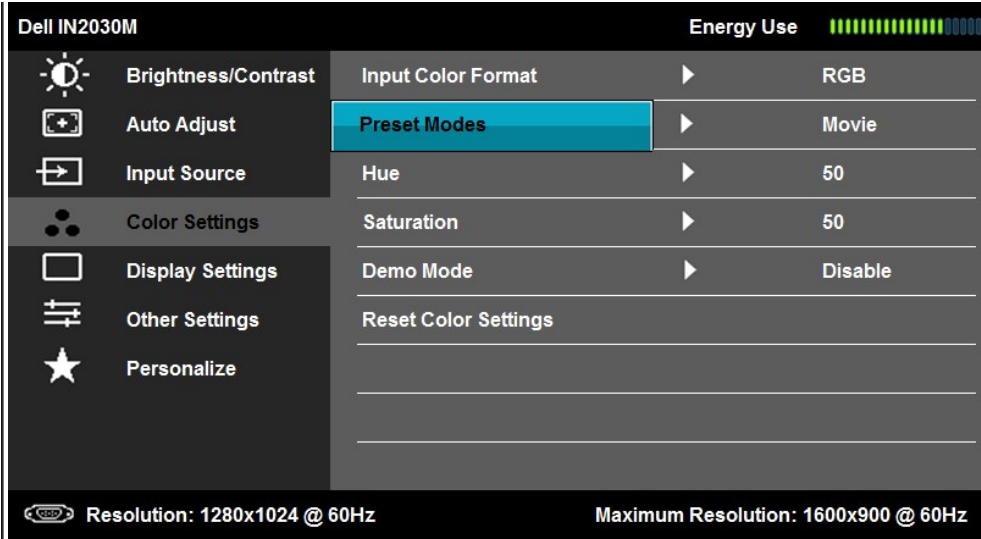 Dell IN2030M Energy Use
Brightness/Contrast Input Color Format RGB
Auto Adjust Preset Modes Movie
Input Source Hue 50
Color Settings Saturation 50
Display Settings Demo Mode Disable
Other Settings Reset Color Settings
Personalize
Resolution: 1280x1024 @ 60Hz Maximum Resolution: 1600x900 @ 60Hz